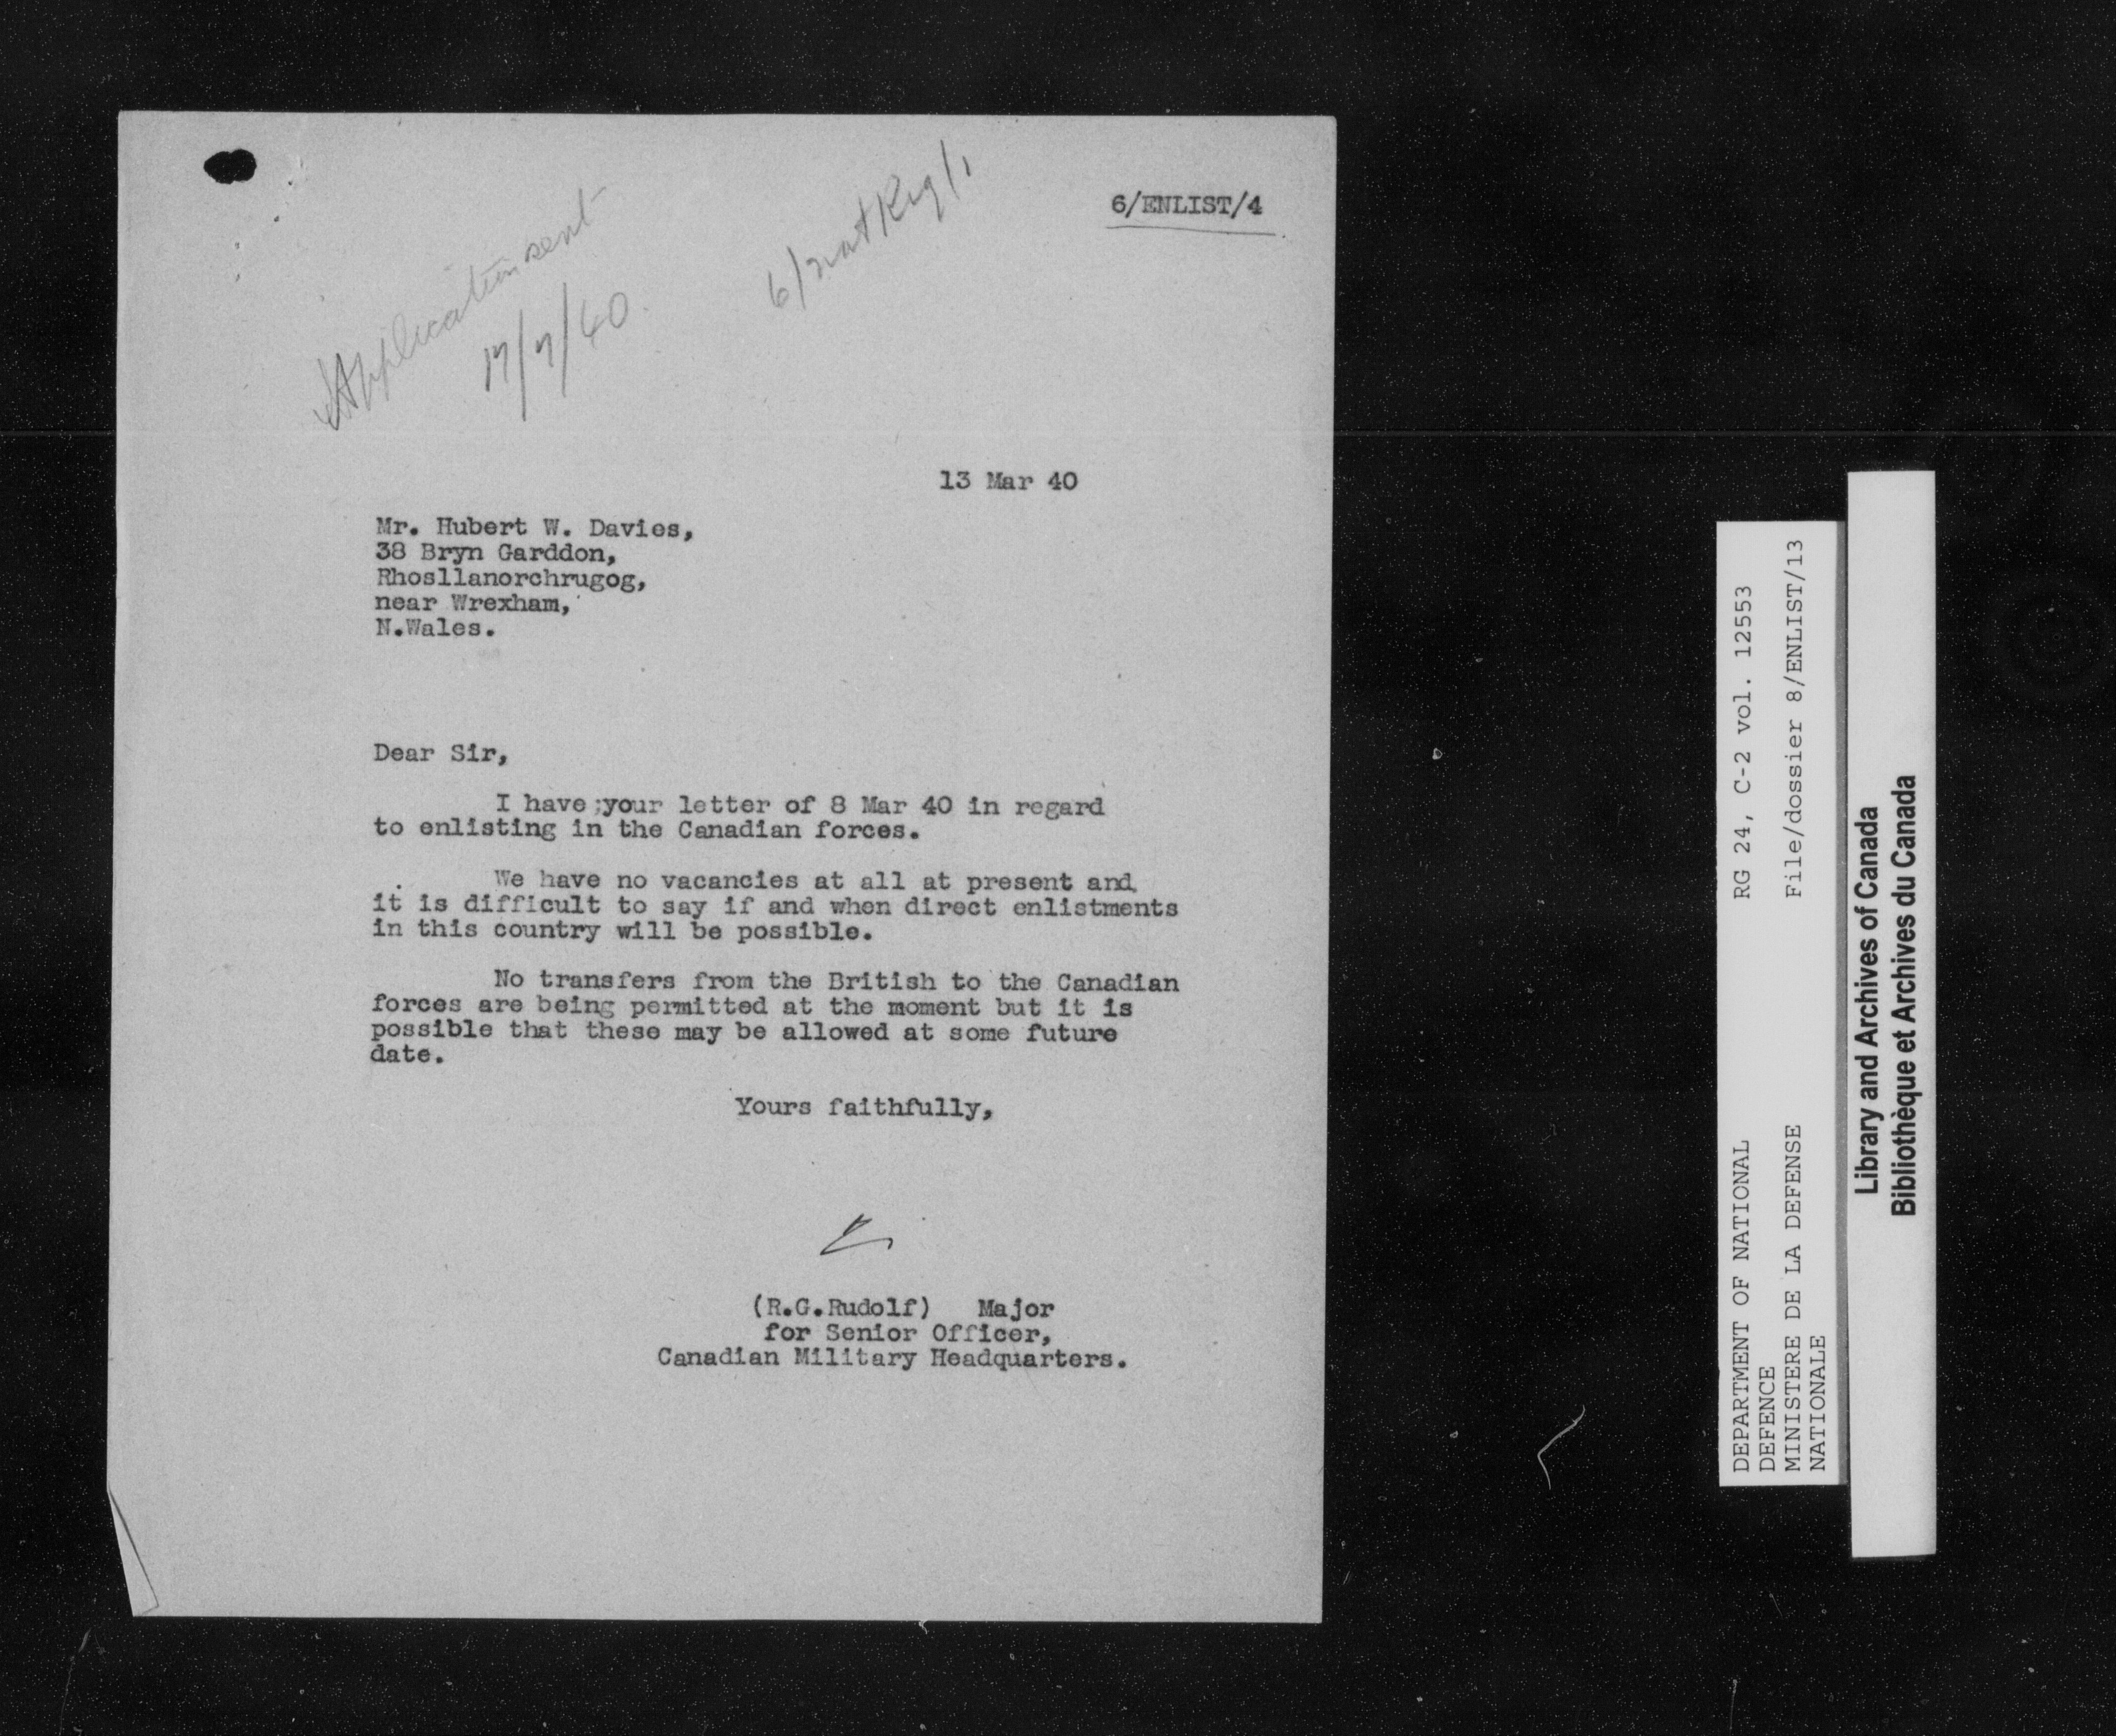 6/ENLIST/4
Application sent
17/7/40.
6/Nat Reg/1
13 Mar 40
Mr. Hubert W. Davies,
38 Bryn Garddon,
Rhosllanorchrugog,
near Wrexham,
N.Wales.
Dear Sir,
I have ;your letter of 8 Mar 40 in regard
to enlisting in the Canadian forces.
We have no vacancies at all at present and
it is difficult to say if and when direct enlistments
in this country will be possible.
No transfers from the British to the Canadian
forces are being permitted at the moment but it is
possible that these may be allowed at some future
date.
Yours faithfully,
(R.G.Rudolf) Major
for Senior Officer,
Canadian Military Headquarters.
DEPARTMENT OF NATIONAL RG 24, C-2 vol. 12553
DEFENCE
MINISTERE DE LA DEFENSE File/dossier 8/ENLIST/13
NATIONALE
Library and Archives of Canada
Bibliothèque et Archives du Canada